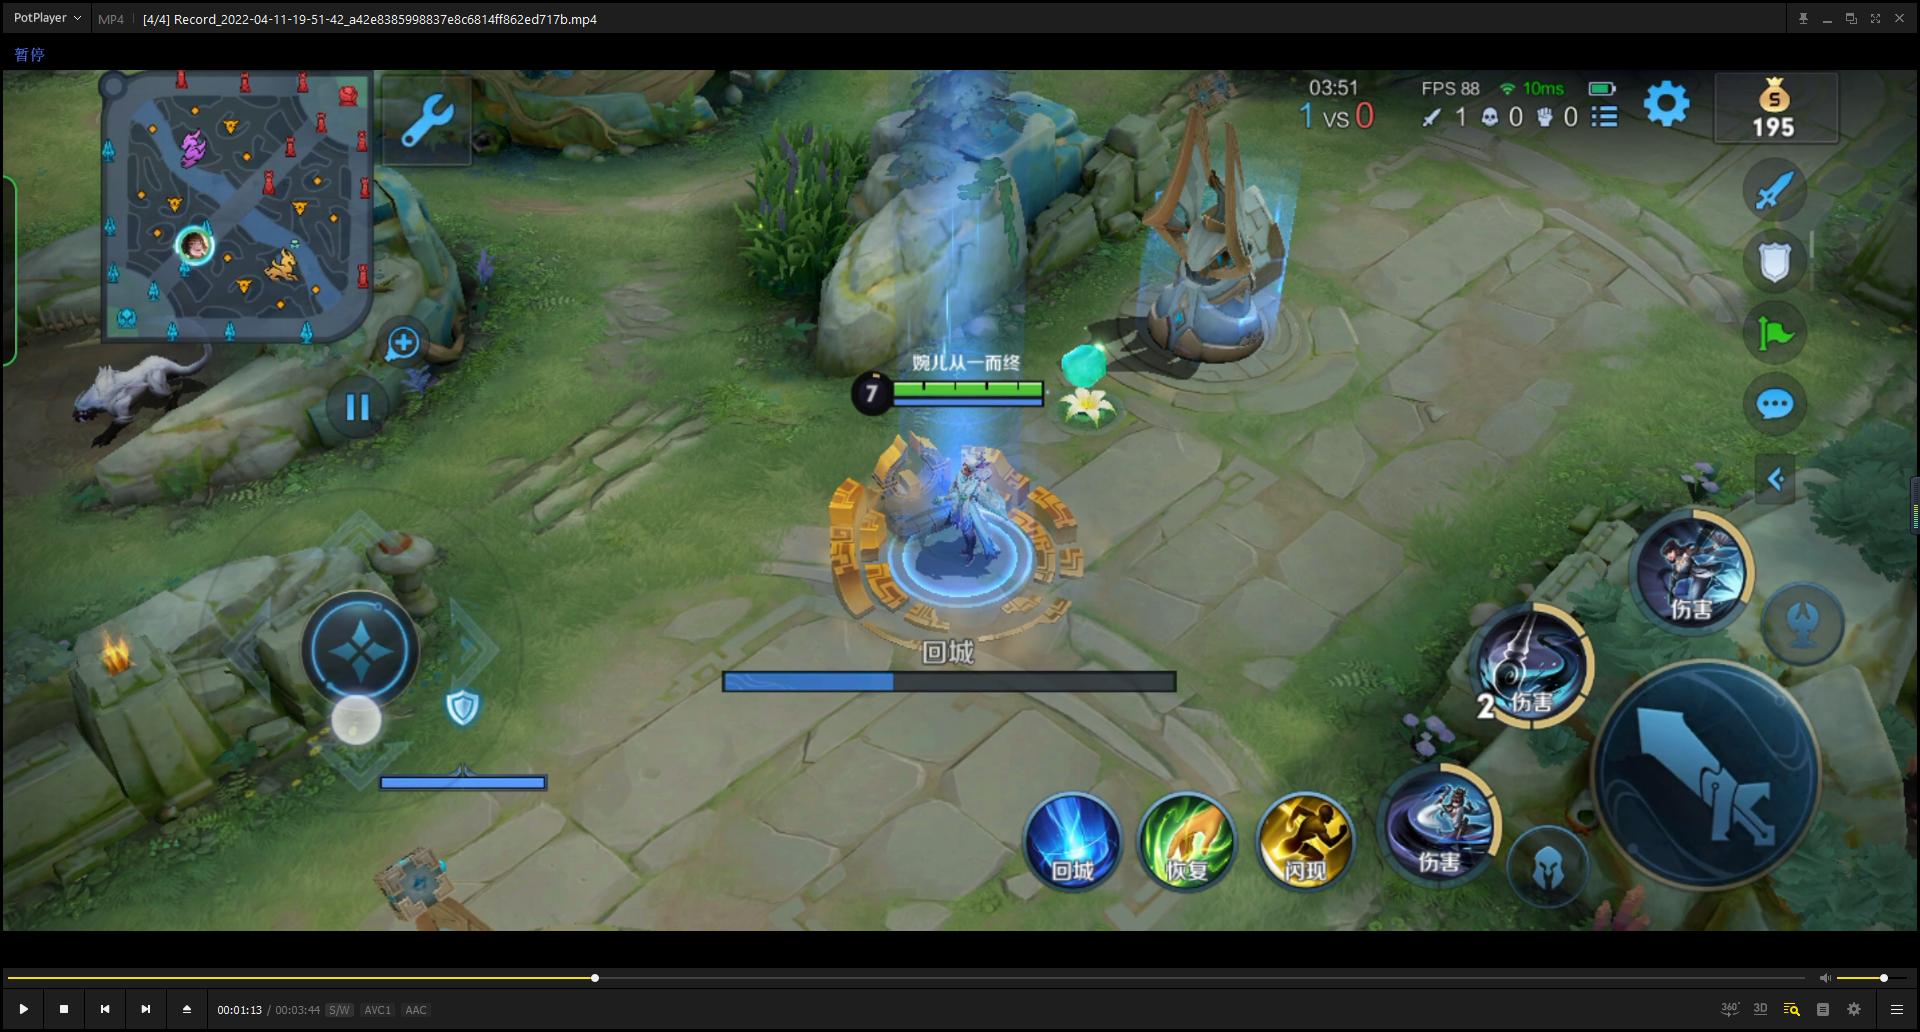 PotPlayer
MP4
[4/4] Record_2022-04-11-19-51-42_a42e8385998837e8c6814ff862ed717b.mp4
暂停
03:51
FPS 88
10ms
1 VS 0
1
0
0
S
195
婉儿从一而终
7
回城
伤害
2 伤害
伤害
回城
恢复
闪现
00:01:13 / 00:03:44 S/W AVC1 AAC
360°
3D